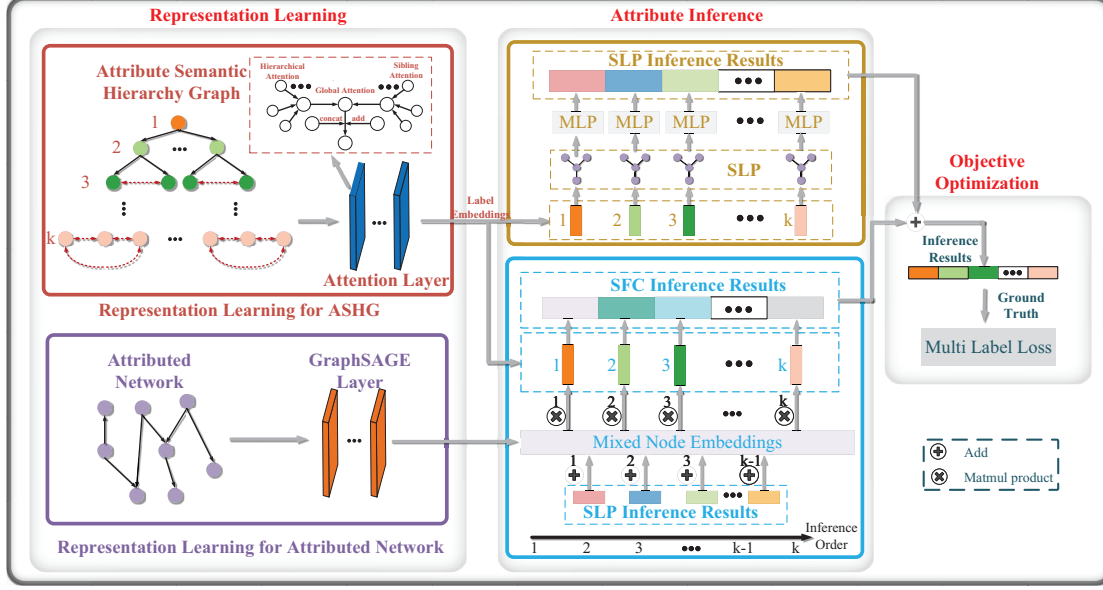 Representation Learning
Attribute Inference
Attribute Semantic
Hierarchy Graph
1
2
3
k
Hierarchical
Attention
Sibling
Attention
Global Attention
concat
add
Attention Layer
Representation Learning for ASHG
Label
Embeddings
Attributed
Network
GraphSAGE
Layer
Representation Learning for Attributed Network
SLP Inference Results
MLP
MLP
MLP
MLP
SLP
1
2
3
k
SFC Inference Results
1
2
3
k
1
2
3
k
Mixed Node Embeddings
1
2
3
k-1
SLP Inference Results
1
2
3
k-1
k
Inference
Order
Objective
Optimization
Inference
Results
Ground
Truth
Multi Label Loss
Add
Matmul product